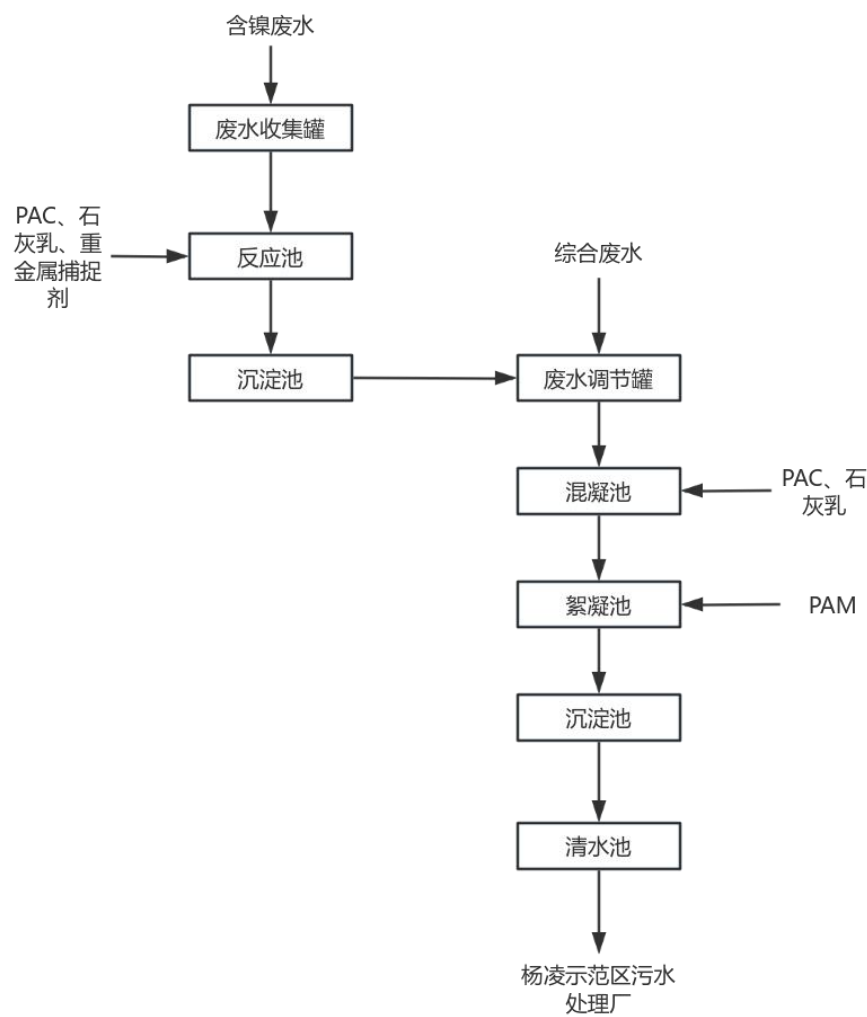 含镍废水
废水收集罐
PAC、石
灰乳、重
金属捕捉
剂
反应池
沉淀池
综合废水
废水调节罐
混凝池
PAC、石
灰乳
絮凝池
PAM
沉淀池
清水池
杨凌示范区污水
处理厂